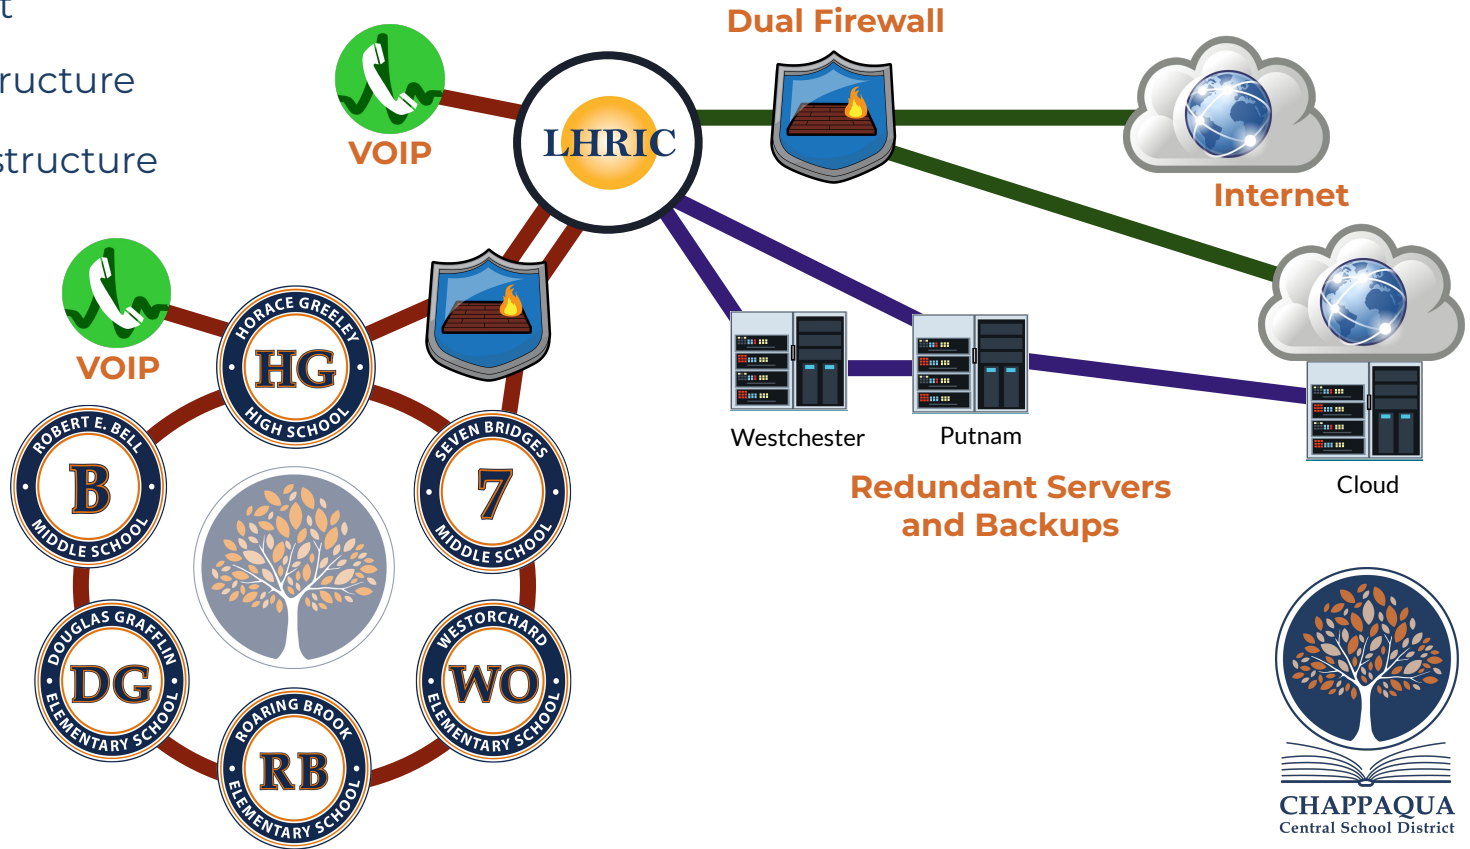 Dual Firewall
VOIP
LHRIC
Internet
VOIP
HORACE GREELEY
HG
HIGH SCHOOL
ROBERT E. BELL
B
MIDDLE SCHOOL
SEVEN BRIDGES
7
MIDDLE SCHOOL
Westchester
Putnam
Cloud
Redundant Servers
and Backups
DOUGLAS GRAFFLIN
DG
ELEMENTARY SCHOOL
WESTORCHARD
WO
ELEMENTARY SCHOOL
ROARING BROOK
RB
ELEMENTARY SCHOOL
CHAPPAQUA
Central School District